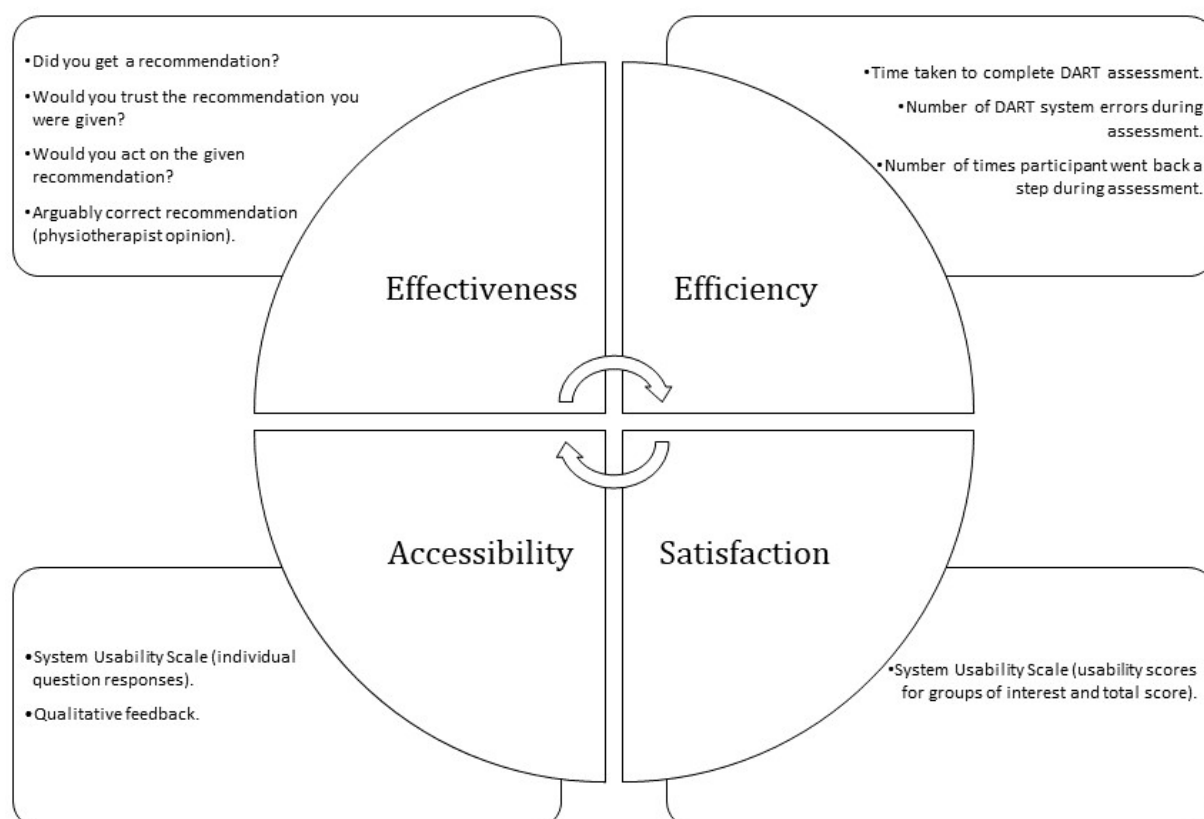 •Did you get a recommendation?
•Would you trust the recommendation you
were given?
•Would you act on the given
recommendation?
•Arguably correct recommendation
(physiotherapist opinion).
•Time taken to complete DART assessment.
•Number of DART system errors during
assessment.
•Number of times participant went back a
step during assessment.
Effectiveness
Efficiency
Accessibility
Satisfaction
•System Usability Scale (individual
question responses).
•Qualitative feedback.
•System Usability Scale (usability scores
for groups of interest and total score).